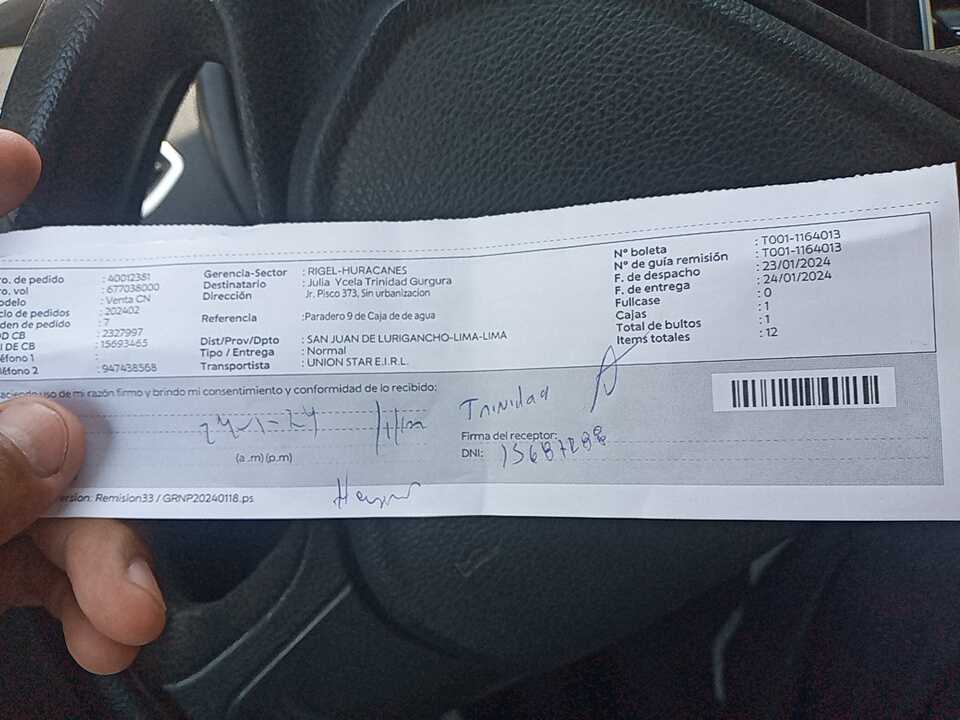 ro. de pedido : 40012381
ro. vol : 677038000
odelo : Venta CN
clo de pedidos : 202402
rden de pedido : 7
OD CB : 2327997
I DE CB : 15693465
léfono 1 :
léfono 2 : 947438568
Gerencia-Sector : RIGEL-HURACANES
Destinatario : Julia Ycela Trinidad Gurgura
Dirección Jr. Pisco 373, Sin urbanizacion
Referencia : Paradero 9 de Caja de de agua
Dist/Prov/Dpto : SAN JUAN DE LURIGANCHO-LIMA-LIMA
Tipo / Entrega : Normal
Transportista : UNION STAR E.I.R.L.
Nº boleta : T001-1164013
Nº de guía remisión : T001-1164013
F. de despacho : 23/01/2024
F. de entrega : 24/01/2024
Fullcase : 0
Cajas : 1
Total de bultos : 1
Items totales : 12
aciendo uso de mi razón firmo y brindo mi consentimiento y conformidad de lo recibido:
24-1-24
(a .m) (p.m)
Trinidad
Firma del receptor:
DNI: 15687288
ersion: Remision33 / GRNP20240118.ps